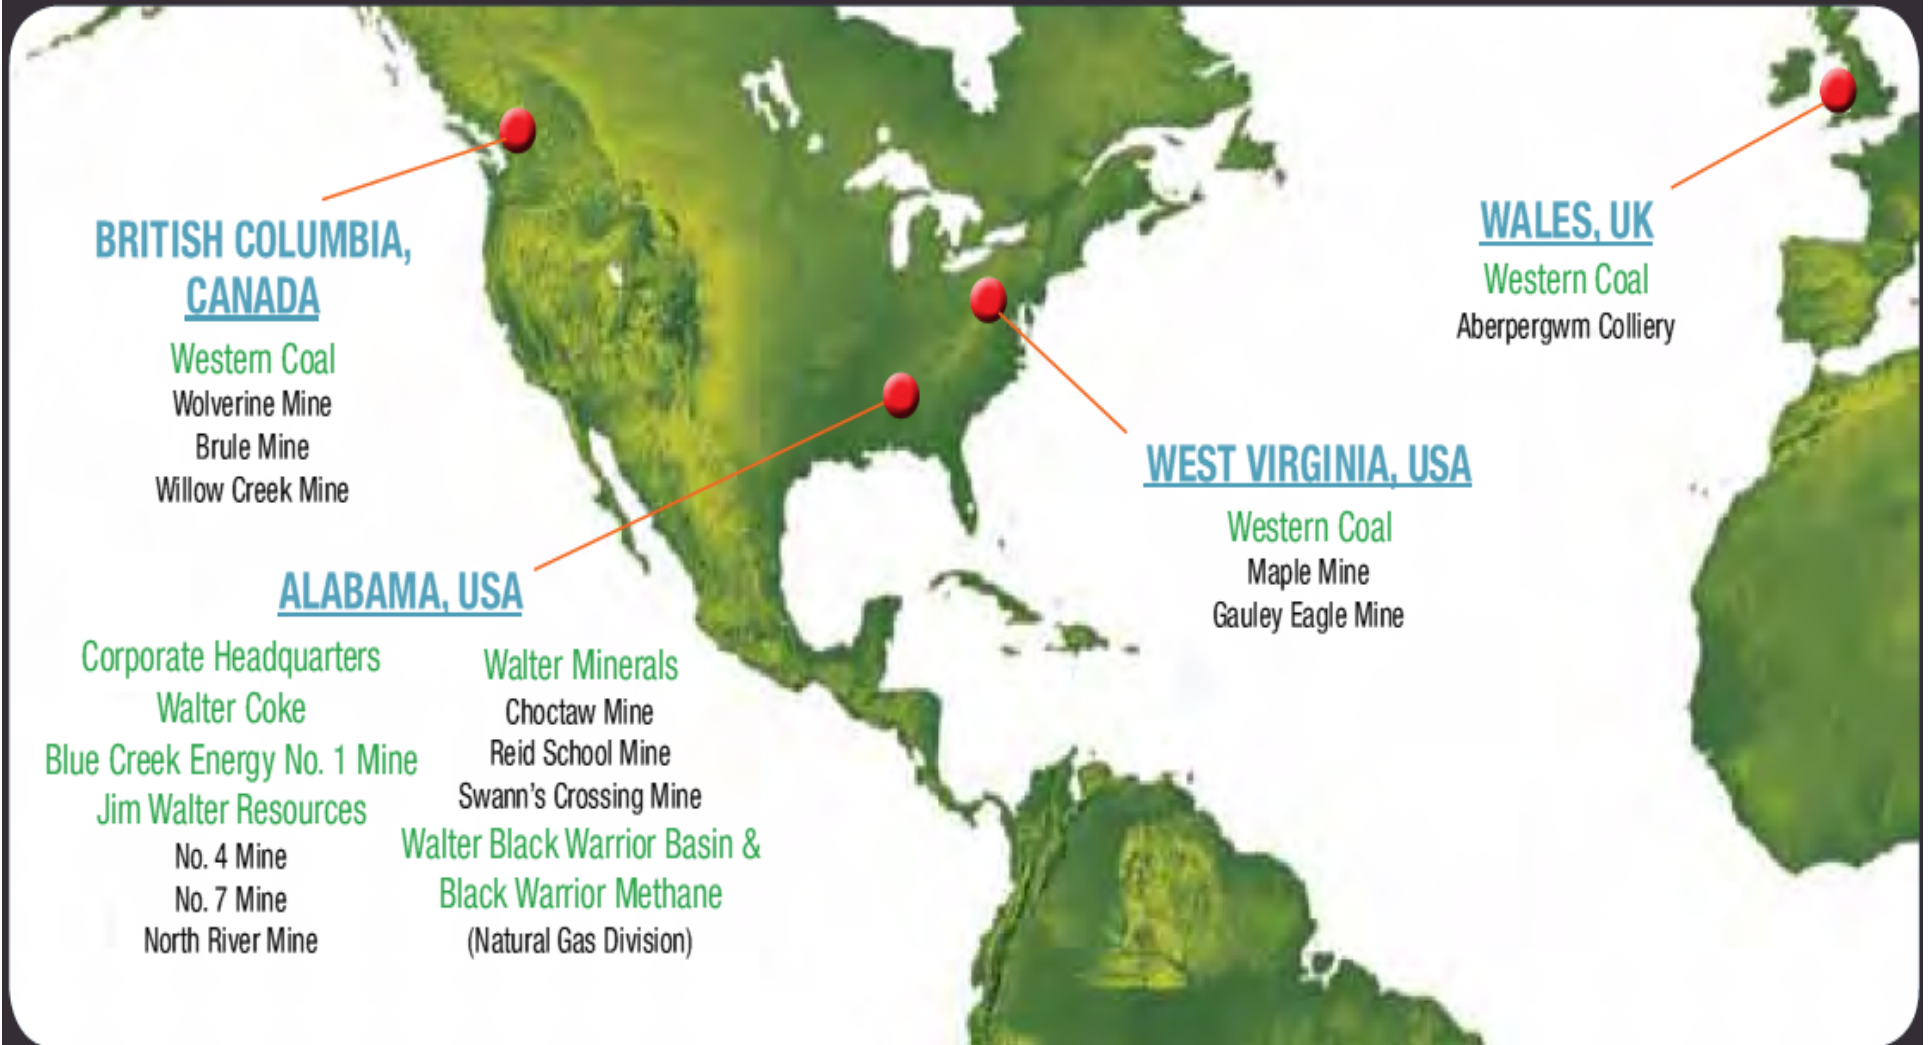 BRITISH COLUMBIA,
CANADA
Western Coal
Wolverine Mine
Brule Mine
Willow Creek Mine
ALABAMA, USA
Corporate Headquarters
Walter Coke
Blue Creek Energy No. 1 Mine
Jim Walter Resources
No. 4 Mine
No. 7 Mine
North River Mine
Walter Minerals
Choctaw Mine
Reid School Mine
Swann's Crossing Mine
Walter Black Warrior Basin &
Black Warrior Methane
(Natural Gas Division)
WEST VIRGINIA, USA
Western Coal
Maple Mine
Gauley Eagle Mine
WALES, UK
Western Coal
Aberpergwm Colliery